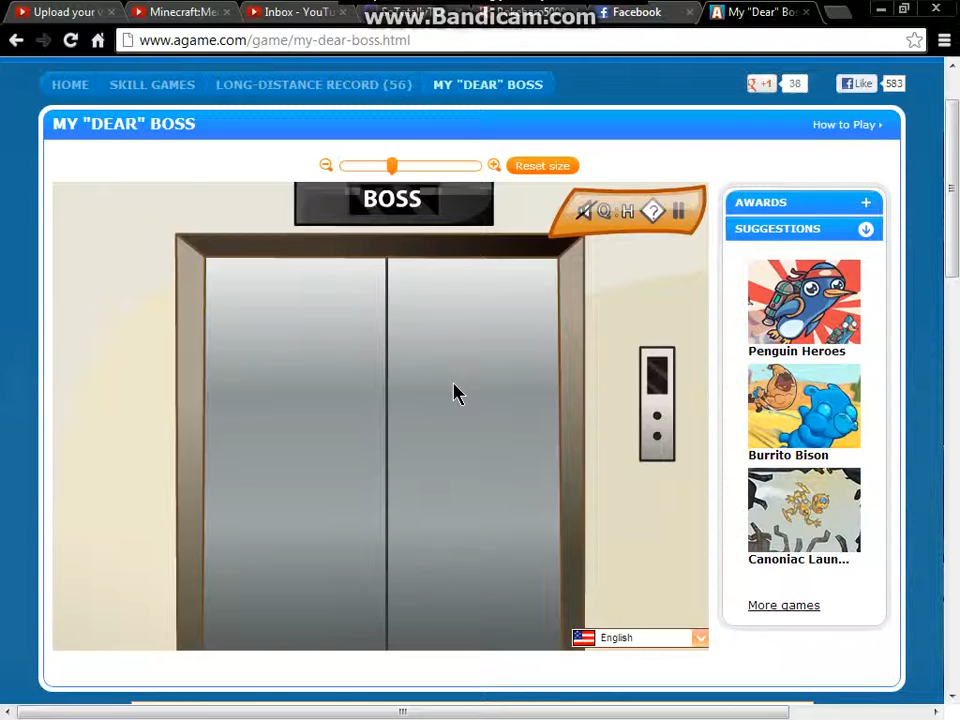 www.Bandicam.com
Upload your v
Minecraft:Me
Inbox - YouTu
Facebook
My "Dear" Bos
www.agame.com/game/my-dear-boss.html
HOME
SKILL GAMES
LONG-DISTANCE RECORD (56)
MY "DEAR" BOSS
+1
38
Like
583
MY "DEAR" BOSS
How to Play
Reset size
BOSS
Q : H
?
AWARDS
SUGGESTIONS
Penguin Heroes
Burrito Bison
Canoniac Laun...
More games
English